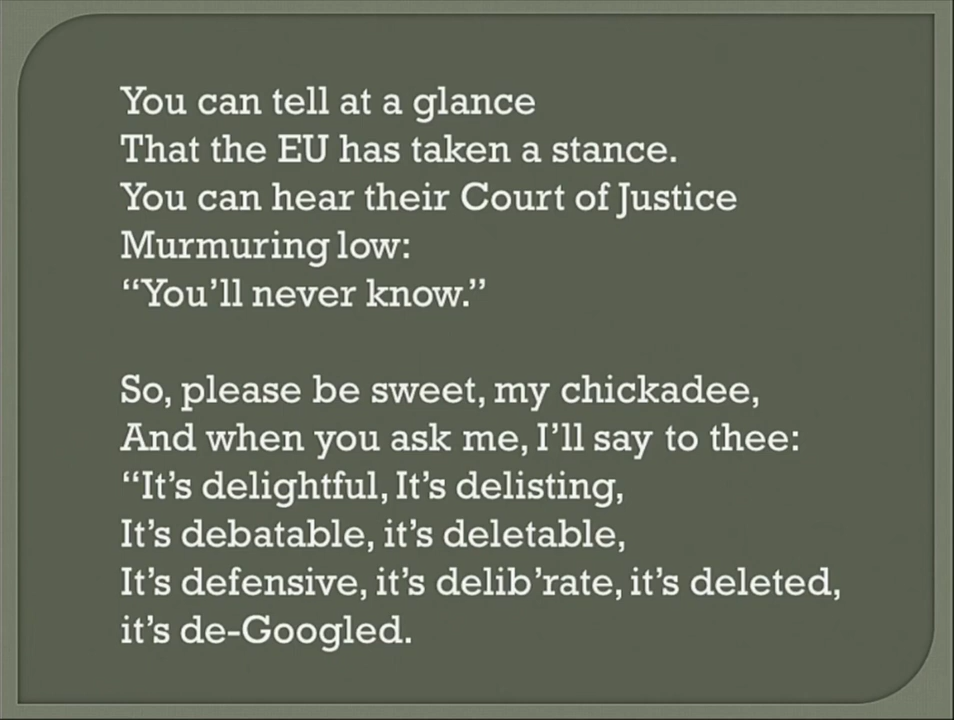 You can tell at a glance
That the EU has taken a stance.
You can hear their Court of Justice
Murmuring low:
“You’ll never know.”
So, please be sweet, my chickadee,
And when you ask me, I’ll say to thee:
“It’s delightful, It’s delisting,
It’s debatable, it’s deletable,
It’s defensive, it’s delib’rate, it’s deleted,
it’s de-Googled.